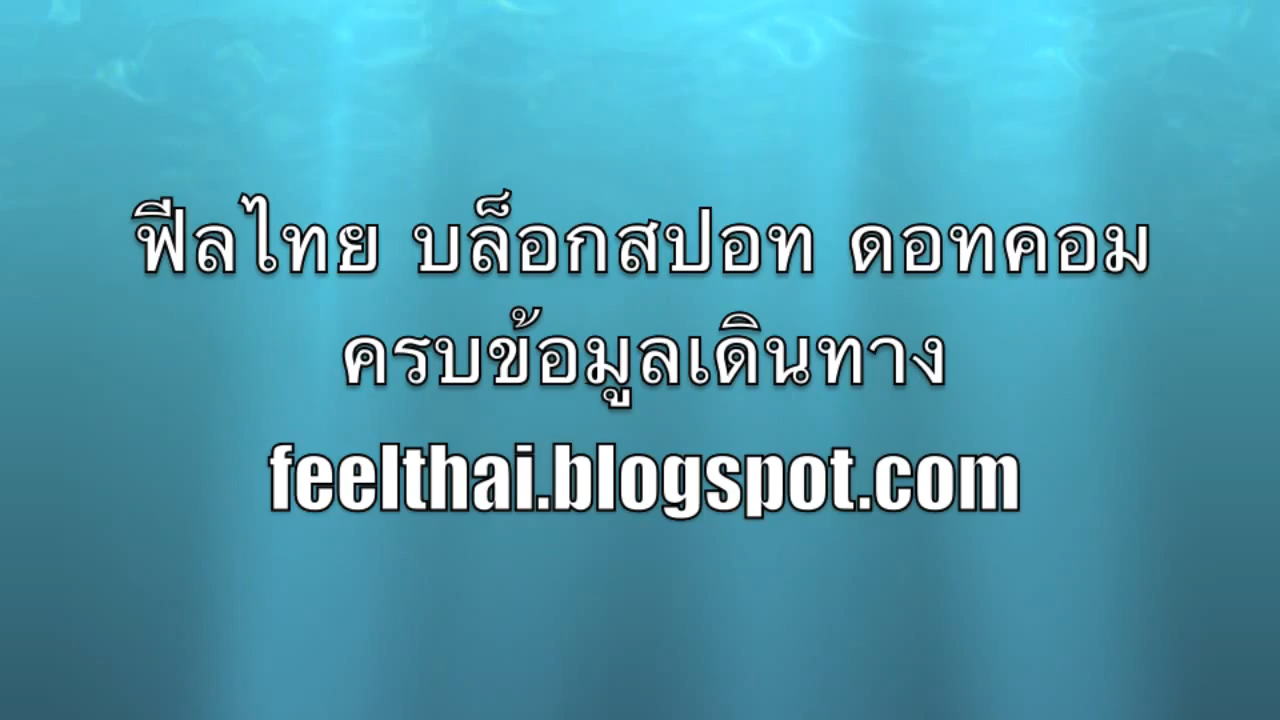 ฟีลไทย บล็อกสปอท ดอทคอม
ครบข้อมูลเดินทาง
feelthai.blogspot.com